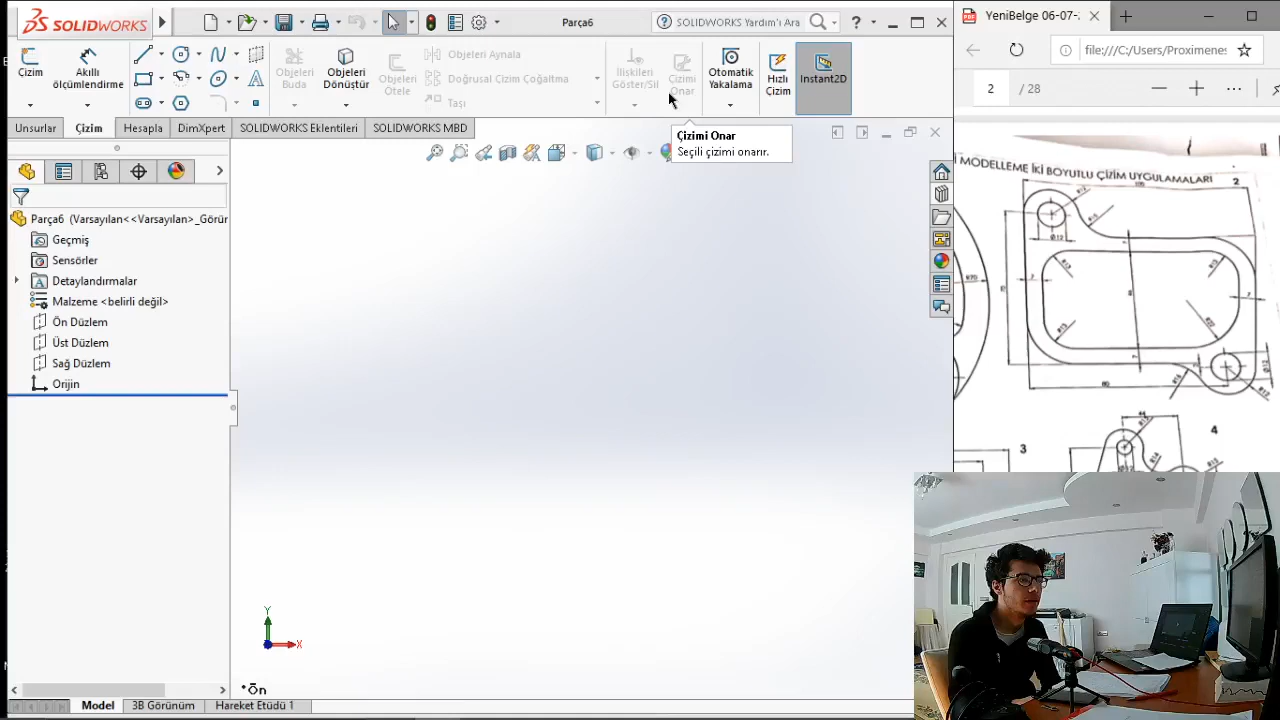 SOLIDWORKS
Parça6
SOLIDWORKS Yardım'ı Ara
YeniBelge 06-07-
file:///C:/Users/Proximenes
2 / 28
Çizim
Akıllı ölçümlendirme
Objeleri Buda
Objeleri Dönüştür
Objeleri Ötele
Objeleri Aynala
Doğrusal Çizim Çoğaltma
Taşı
İlişkileri Göster/Sil
Çizimi Onar
Otomatik Yakalama
Hızlı Çizim
Instant2D
Çizimi Onar
Seçili çizimi onarır.
Unsurlar
Çizim
Hesapla
DimXpert
SOLIDWORKS Eklentileri
SOLIDWORKS MBD
Parça6 (Varsayılan<<Varsayılan>_Görür
Geçmiş
Sensörler
Detaylandırmalar
Malzeme <belirli değil>
Ön Düzlem
Üst Düzlem
Sağ Düzlem
Orijin
İ MODELLEME İKİ BOYUTLU ÇİZİM UYGULAMALARI
2
3
4
Y
X
*Ön
Model
3B Görünüm
Hareket Etüdü 1